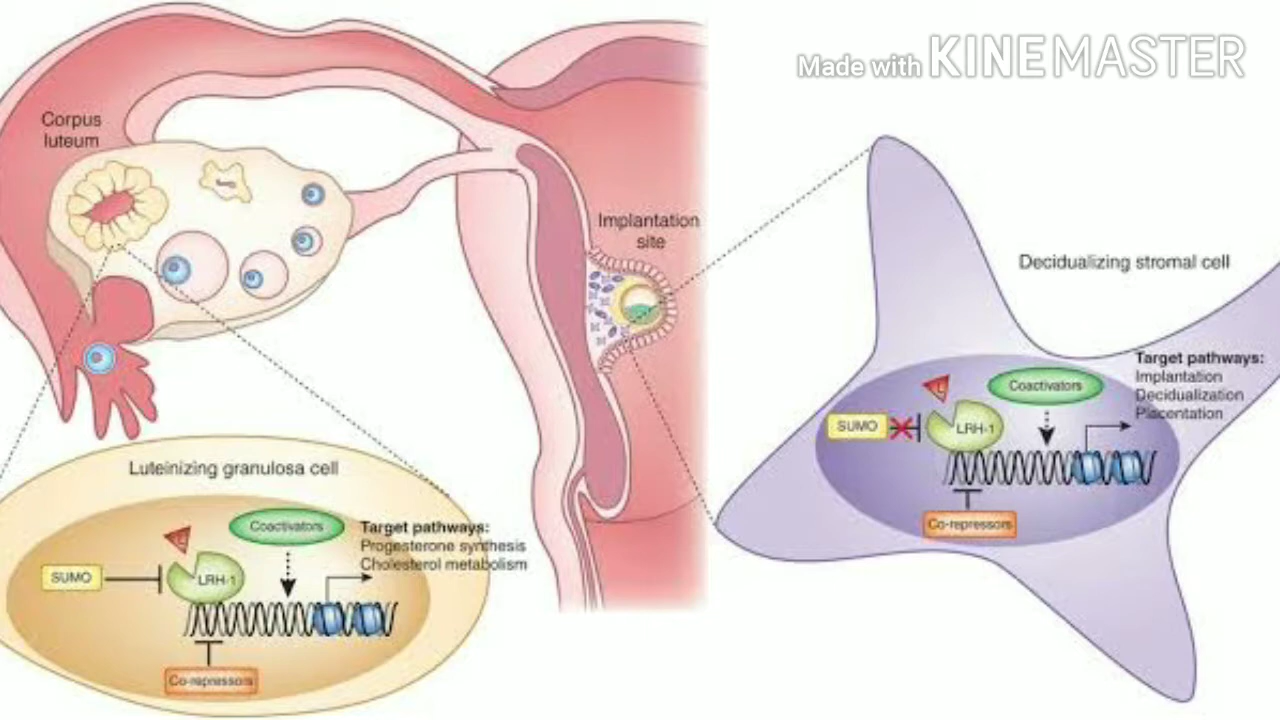 Made with KINEMASTER
Corpus
luteum
Implantation
site
Decidualizing stromal cell
Target pathways:
Implantation
Decidualization
Placentation
Coactivators
L
SUMO
LRH-1
Co-repressors
Luteinizing granulosa cell
Coactivators
Target pathways:
Progesterone synthesis
Cholesterol metabolism
L
SUMO
LRH-1
Co-repressors